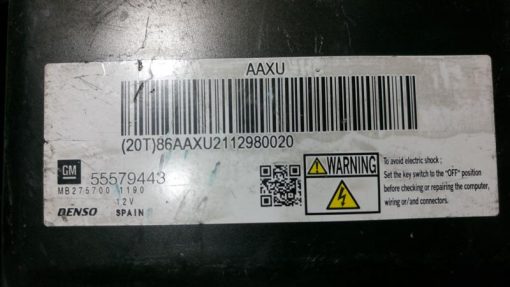 AAXU
(20T)86AAXU2112980020
GM 55579443
MB275700 1190
12V
DENSO SPAIN
WARNING
To avoid electric shock ;
Set the key switch to the "OFF" position
before checking or repairing the computer,
wiring or/and connectors.